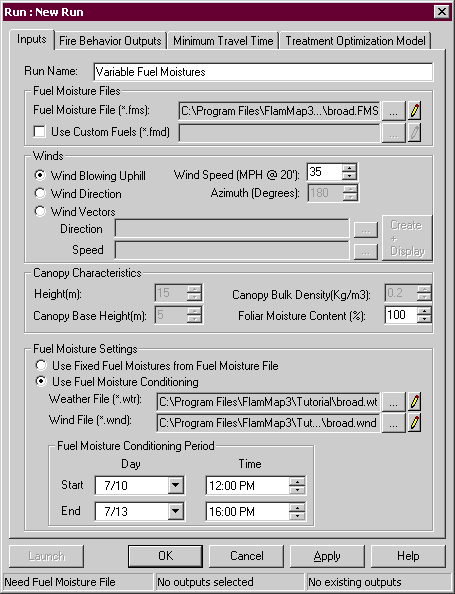 Run : New Run
Inputs Fire Behavior Outputs Minimum Travel Time Treatment Optimization Model
Run Name: Variable Fuel Moistures
Fuel Moisture Files
Fuel Moisture File (*.fms): C:\Program Files\FlamMap3...\broad.FMS ...
Use Custom Fuels (*.fmd) ...
Winds
Wind Blowing Uphill Wind Speed (MPH @ 20'): 35
Wind Direction Azimuth (Degrees): 180
Wind Vectors
Direction ... Create
+
Speed ... Display
Canopy Characteristics
Height(m): 15 Canopy Bulk Density(Kg/m3): 0.2
Canopy Base Height(m): 5 Foliar Moisture Content (%): 100
Fuel Moisture Settings
Use Fixed Fuel Moistures from Fuel Moisture File
Use Fuel Moisture Conditioning
Weather File (*.wtr): C:\Program Files\FlamMap3\Tutorial\broad.wt ...
Wind File (*.wnd): C:\Program Files\FlamMap3\Tut...\broad.wnd ...
Fuel Moisture Conditioning Period
Day Time
Start 7/10 12:00 PM
End 7/13 16:00 PM
Launch OK Cancel Apply Help
Need Fuel Moisture File No outputs selected No existing outputs